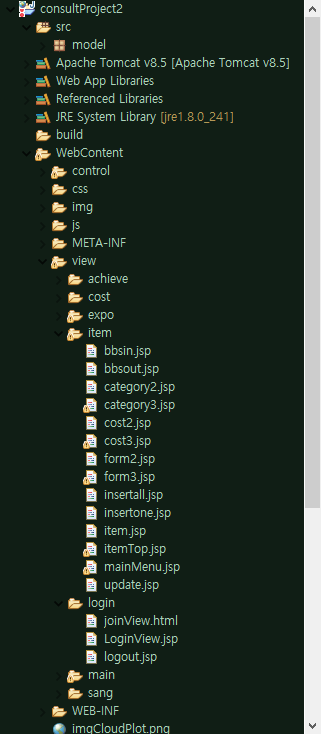 consultProject2
src
model
Apache Tomcat v8.5 [Apache Tomcat v8.5]
Web App Libraries
Referenced Libraries
JRE System Library [jre1.8.0_241]
build
WebContent
control
css
img
js
META-INF
view
achieve
cost
expo
item
bbsin.jsp
bbsout.jsp
category2.jsp
category3.jsp
cost2.jsp
cost3.jsp
form2.jsp
form3.jsp
insertall.jsp
insertone.jsp
item.jsp
itemTop.jsp
mainMenu.jsp
update.jsp
login
joinView.html
LoginView.jsp
logout.jsp
main
sang
WEB-INF
imgCloudPlot.png